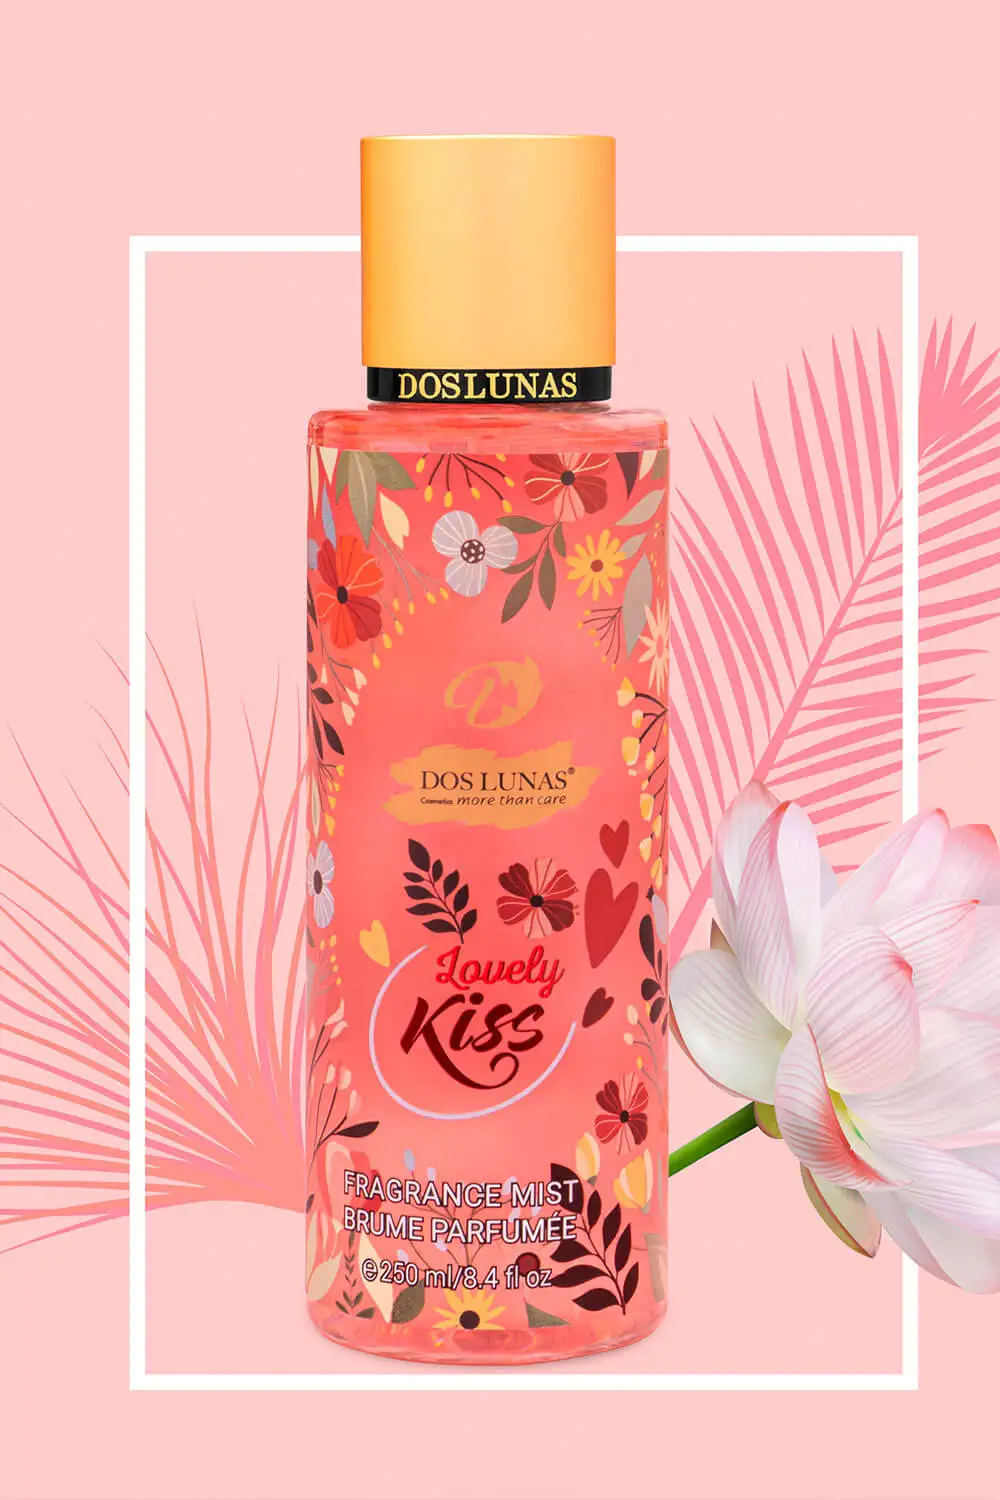 DOSLUNAS
DOS LUNAS®
Cosmetics more than care
Lovely
Kiss
FRAGRANCE MIST
BRUME PARFUMÉE
℮250 ml/8.4 fl oz